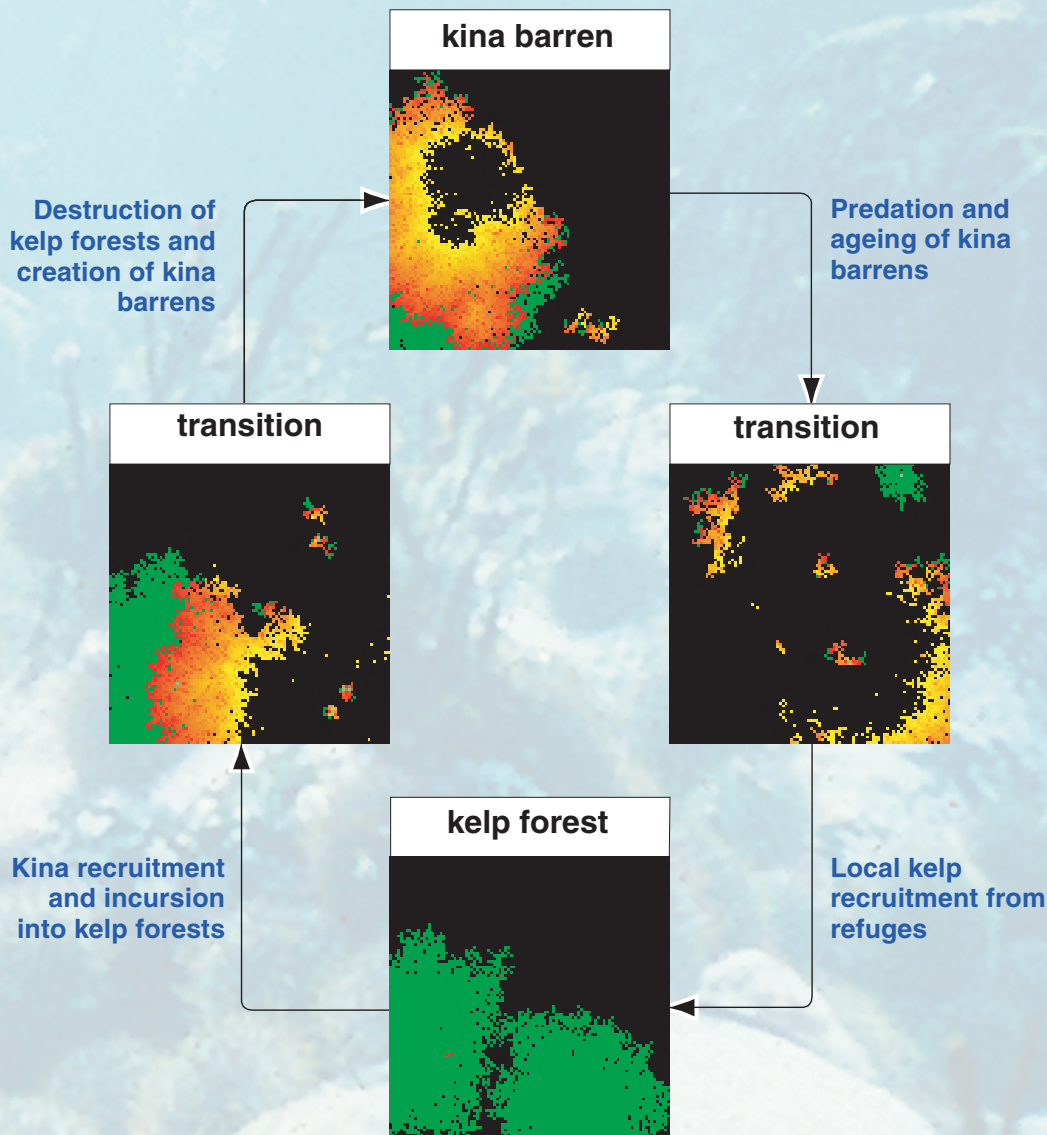 kina barren
Destruction of
kelp forests and
creation of kina
barrens
Predation and
ageing of kina
barrens
transition
transition
kelp forest
Kina recruitment
and incursion
into kelp forests
Local kelp
recruitment from
refuges